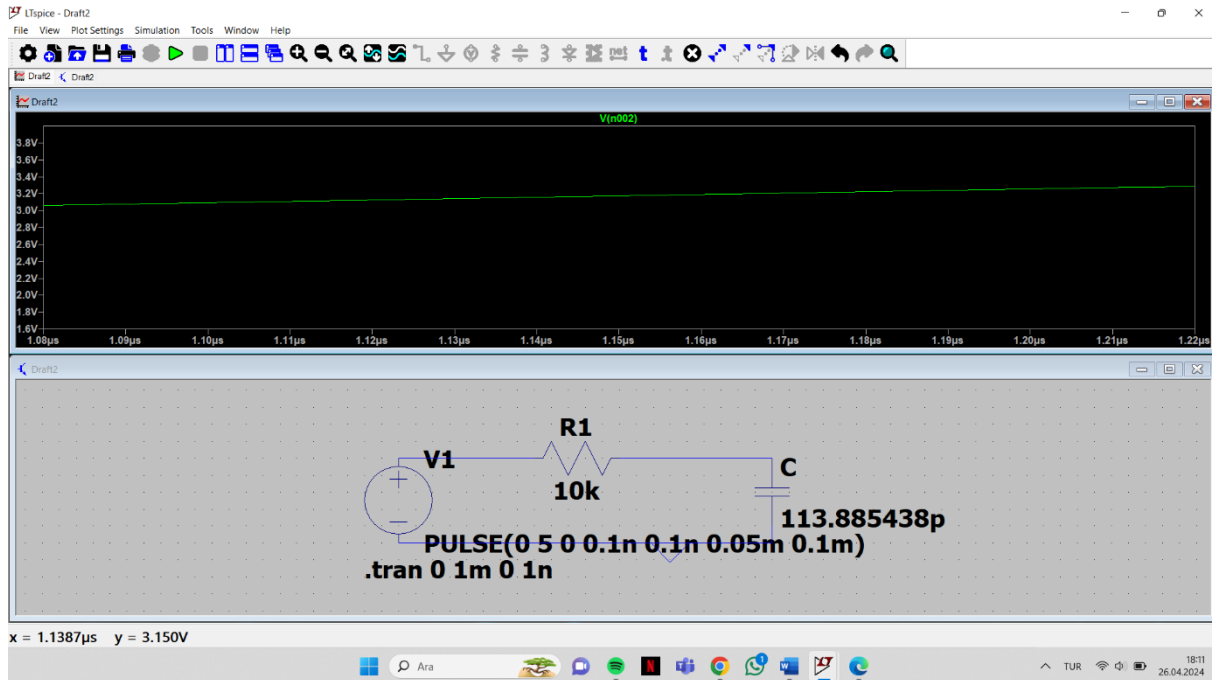 LTspice - Draft2
File View Plot Settings Simulation Tools Window Help
Draft2 Draft2
Draft2
V(n002)
3.8V
3.6V
3.4V
3.2V
3.0V
2.8V
2.6V
2.4V
2.2V
2.0V
1.8V
1.6V
1.08µs 1.09µs 1.10µs 1.11µs 1.12µs 1.13µs 1.14µs 1.15µs 1.16µs 1.17µs 1.18µs 1.19µs 1.20µs 1.21µs 1.22µs
Draft2
R1
V1
C
10k
113.885438p
PULSE(0 5 0 0.1n 0.1n 0.05m 0.1m)
.tran 0 1m 0 1n
x = 1.1387µs y = 3.150V
Ara
TUR
18:11
26.04.2024